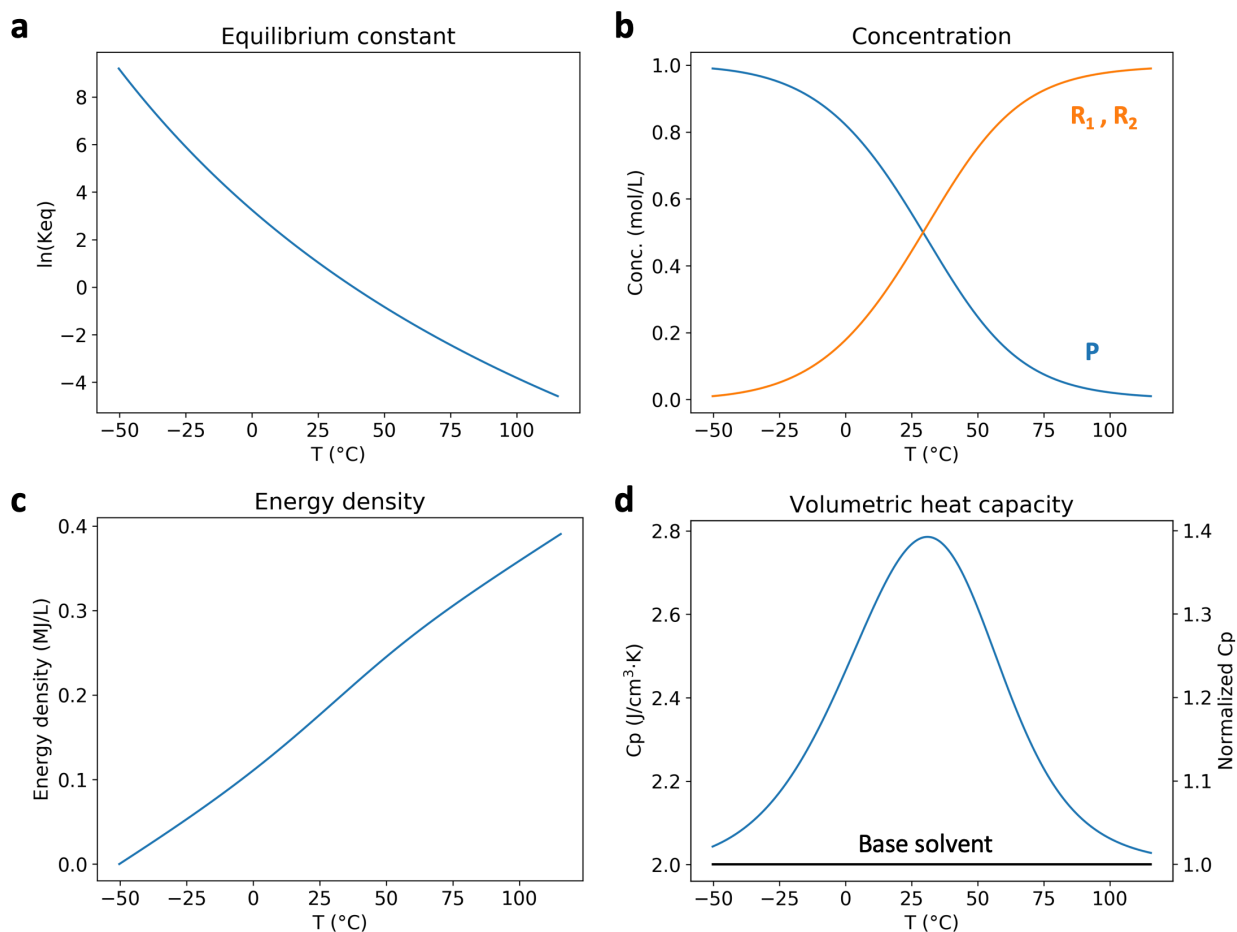 a
Equilibrium constant
ln(Keq)
8
6
4
2
0
−2
−4
−50 −25 0 25 50 75 100
T (°C)
b
Concentration
Conc. (mol/L)
1.0
0.8
0.6
0.4
0.2
0.0
R₁ , R₂
P
−50 −25 0 25 50 75 100
T (°C)
c
Energy density
Energy density (MJ/L)
0.4
0.3
0.2
0.1
0.0
−50 −25 0 25 50 75 100
T (°C)
d
Volumetric heat capacity
Cp (J/cm³·K)
2.8
2.6
2.4
2.2
2.0
Base solvent
1.4
1.3
1.2
1.1
1.0
Normalized Cp
−50 −25 0 25 50 75 100
T (°C)